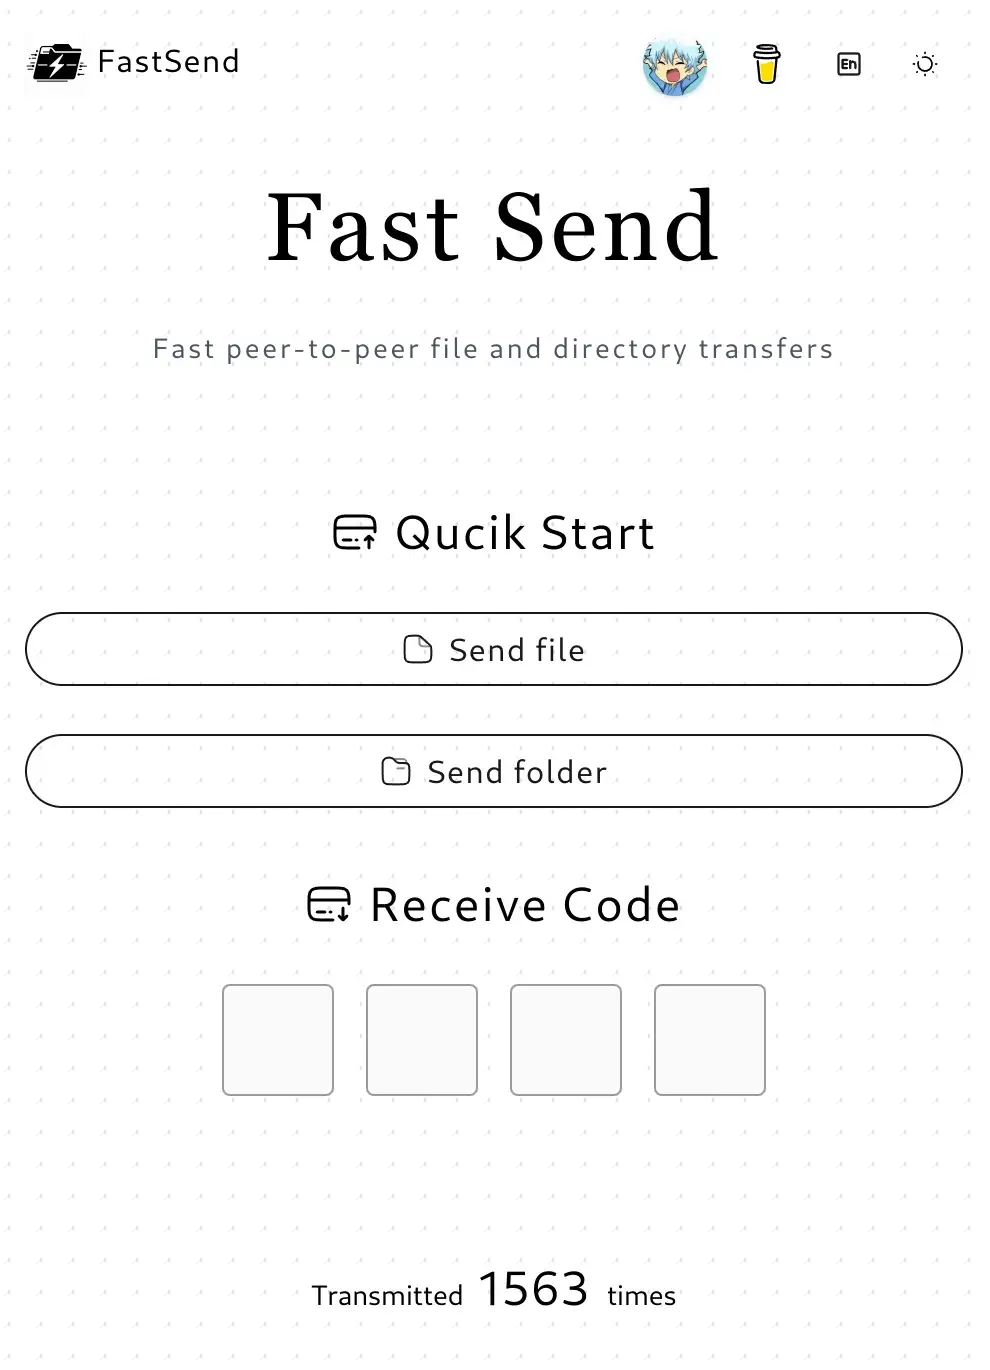 FastSend
En
Fast Send
Fast peer-to-peer file and directory transfers
Qucik Start
Send file
Send folder
Receive Code
Transmitted 1563 times